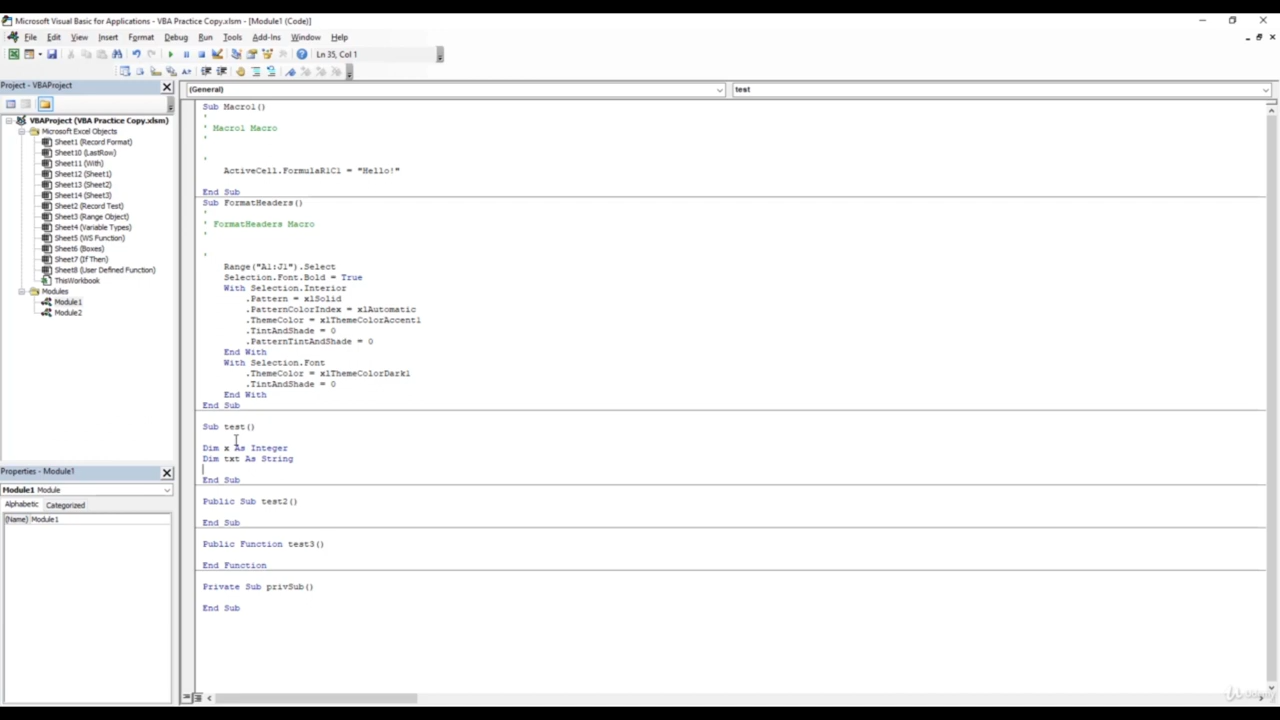 Microsoft Visual Basic for Applications - VBA Practice Copy.xlsm - [Module1 (Code)]
File Edit View Insert Format Debug Run Tools Add-Ins Window Help
Ln 35, Col 1
Project - VBAProject
VBAProject (VBA Practice Copy.xlsm)
Microsoft Excel Objects
Sheet1 (Record Format)
Sheet10 (LastRow)
Sheet11 (With)
Sheet12 (Sheet1)
Sheet13 (Sheet2)
Sheet14 (Sheet3)
Sheet2 (Record Test)
Sheet3 (Range Object)
Sheet4 (Variable Types)
Sheet5 (WS Function)
Sheet6 (Boxes)
Sheet7 (If Then)
Sheet8 (User Defined Function)
ThisWorkbook
Modules
Module1
Module2
Properties - Module1
Module1 Module
Alphabetic Categorized
(Name) Module1
(General) test
Sub Macro1()
'
' Macro1 Macro
'
'
ActiveCell.FormulaR1C1 = "Hello!"
End Sub
Sub FormatHeaders()
'
' FormatHeaders Macro
'
'
Range("A1:J1").Select
Selection.Font.Bold = True
With Selection.Interior
.Pattern = xlSolid
.PatternColorIndex = xlAutomatic
.ThemeColor = xlThemeColorAccent1
.TintAndShade = 0
.PatternTintAndShade = 0
End With
With Selection.Font
.ThemeColor = xlThemeColorDark1
.TintAndShade = 0
End With
End Sub
Sub test()
Dim x As Integer
Dim txt As String
End Sub
Public Sub test2()
End Sub
Public Function test3()
End Function
Private Sub privSub()
End Sub
Udemy